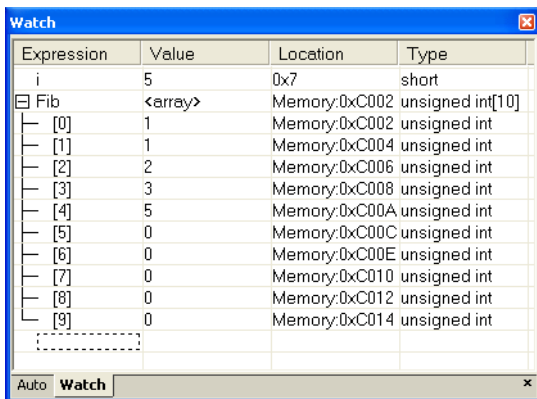 Watch
Expression Value Location Type
i 5 0x7 short
Fib <array> Memory:0xC002 unsigned int[10]
[0] 1 Memory:0xC002 unsigned int
[1] 1 Memory:0xC004 unsigned int
[2] 2 Memory:0xC006 unsigned int
[3] 3 Memory:0xC008 unsigned int
[4] 5 Memory:0xC00A unsigned int
[5] 0 Memory:0xC00C unsigned int
[6] 0 Memory:0xC00E unsigned int
[7] 0 Memory:0xC010 unsigned int
[8] 0 Memory:0xC012 unsigned int
[9] 0 Memory:0xC014 unsigned int
Auto Watch